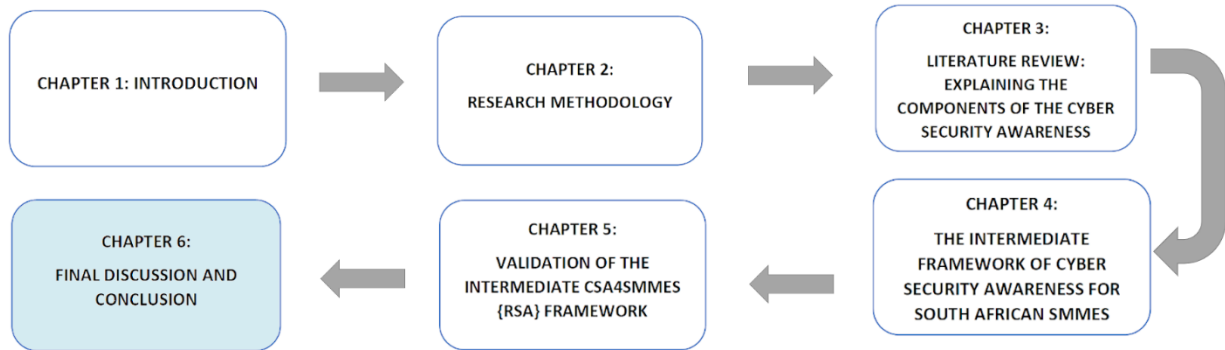 CHAPTER 1: INTRODUCTION
CHAPTER 2:
RESEARCH METHODOLOGY
CHAPTER 3:
LITERATURE REVIEW:
EXPLAINING THE
COMPONENTS OF THE CYBER
SECURITY AWARENESS
CHAPTER 4:
THE INTERMEDIATE
FRAMEWORK OF CYBER
SECURITY AWARENESS FOR
SOUTH AFRICAN SMMES
CHAPTER 5:
VALIDATION OF THE
INTERMEDIATE CSA4SMMES
{RSA} FRAMEWORK
CHAPTER 6:
FINAL DISCUSSION AND
CONCLUSION